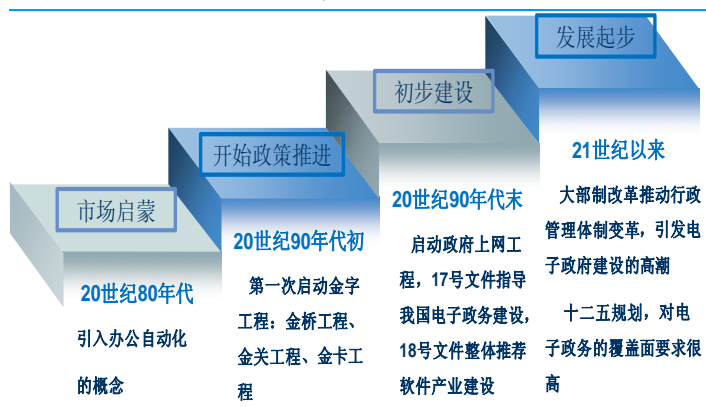 市场启蒙
20世纪80年代
引入办公自动化
的概念
开始政策推进
20世纪90年代初
第一次启动金字
工程：金桥工程、
金关工程、金卡工
程
初步建设
20世纪90年代末
启动政府上网工
程，17号文件指导
我国电子政务建设，
18号文件整体推荐
软件产业建设
发展起步
21世纪以来
大部制改革推动行政
管理体制变革，引发电
子政府建设的高潮
十二五规划，对电
子政务的覆盖面要求很
高